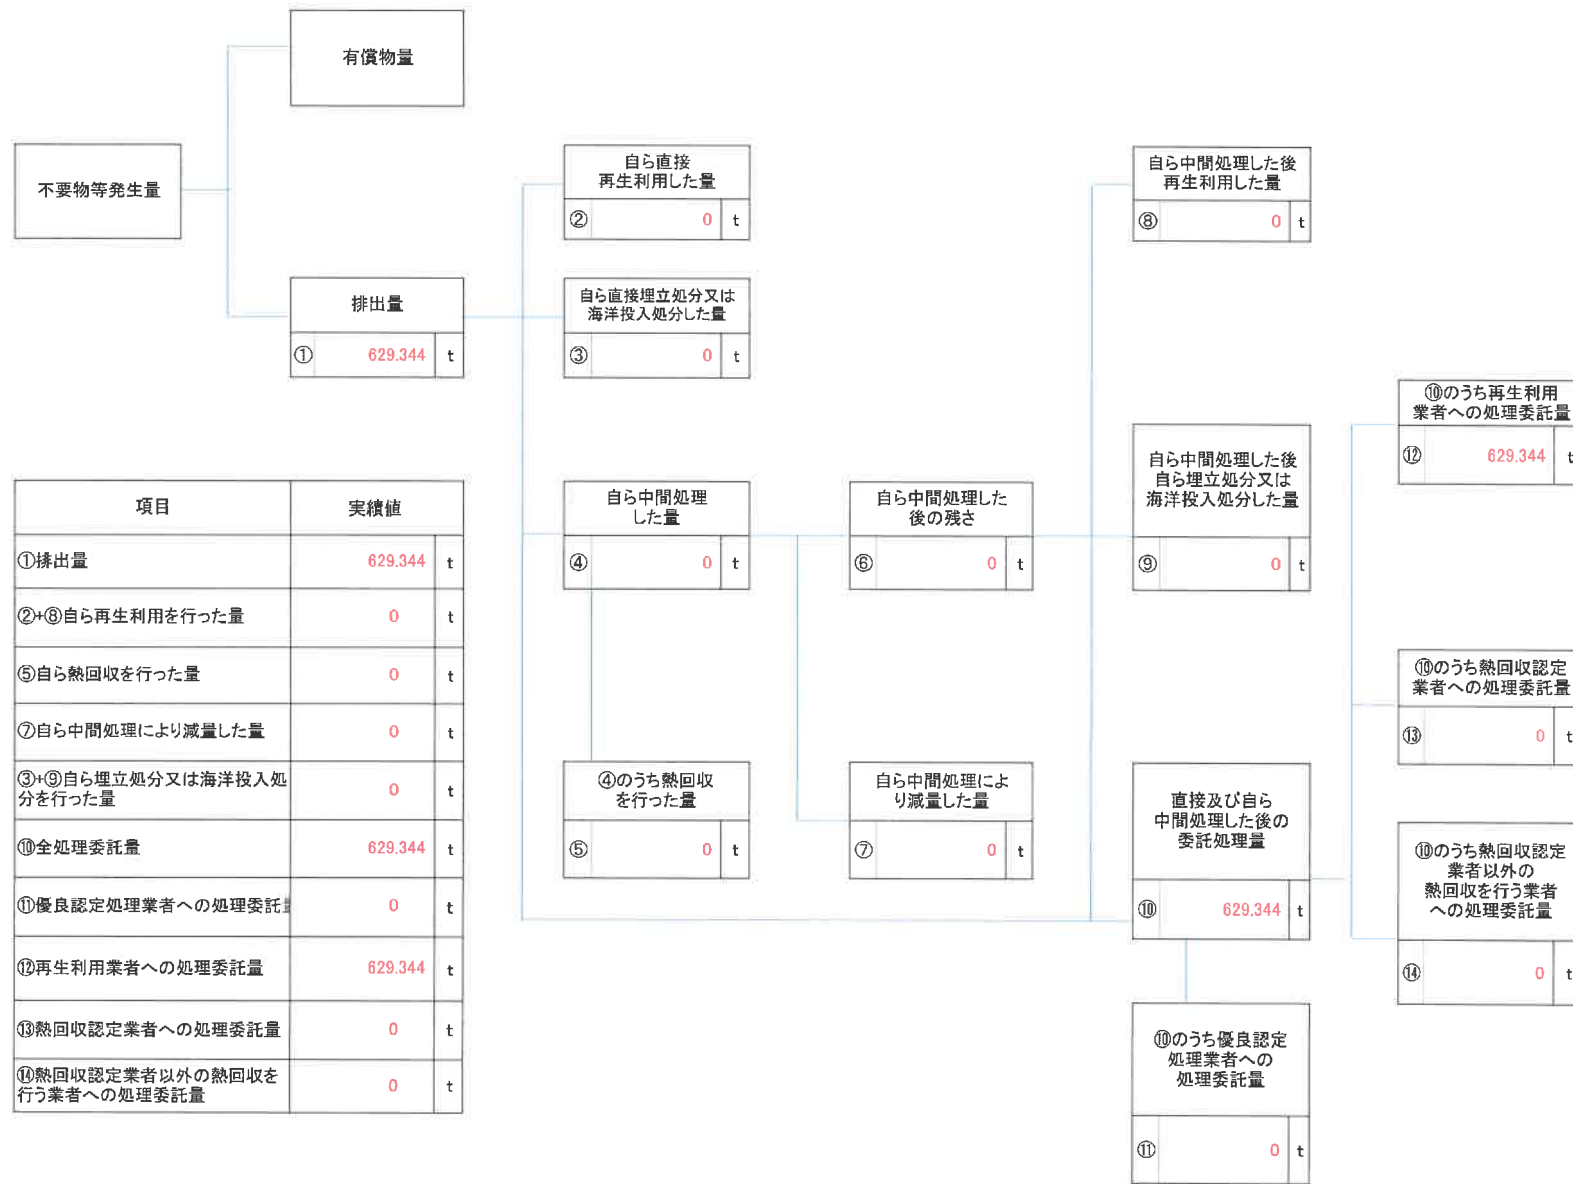 有償物量
不要物等発生量
排出量
① 629.344 t
自ら直接
再生利用した量
② 0 t
自ら直接埋立処分又は
海洋投入処分した量
③ 0 t
自ら中間処理
した量
④ 0 t
④のうち熱回収
を行った量
⑤ 0 t
自ら中間処理した
後の残さ
⑥ 0 t
自ら中間処理によ
り減量した量
⑦ 0 t
自ら中間処理した後
再生利用した量
⑧ 0 t
自ら中間処理した後
自ら埋立処分又は
海洋投入処分した量
⑨ 0 t
直接及び自ら
中間処理した後の
委託処理量
⑩ 629.344 t
⑩のうち優良認定
処理業者への
処理委託量
⑪ 0 t
⑩のうち再生利用
業者への処理委託量
⑫ 629.344 t
⑩のうち熱回収認定
業者への処理委託量
⑬ 0 t
⑩のうち熱回収認定
業者以外の
熱回収を行う業者
への処理委託量
⑭ 0 t
項目 実績値
①排出量 629.344 t
②+⑧自ら再生利用を行った量 0 t
⑤自ら熱回収を行った量 0 t
⑦自ら中間処理により減量した量 0 t
③+⑨自ら埋立処分又は海洋投入処
分を行った量 0 t
⑩全処理委託量 629.344 t
⑪優良認定処理業者への処理委託 0 t
⑫再生利用業者への処理委託量 629.344 t
⑬熱回収認定業者への処理委託量 0 t
⑭熱回収認定業者以外の熱回収を
行う業者への処理委託量 0 t